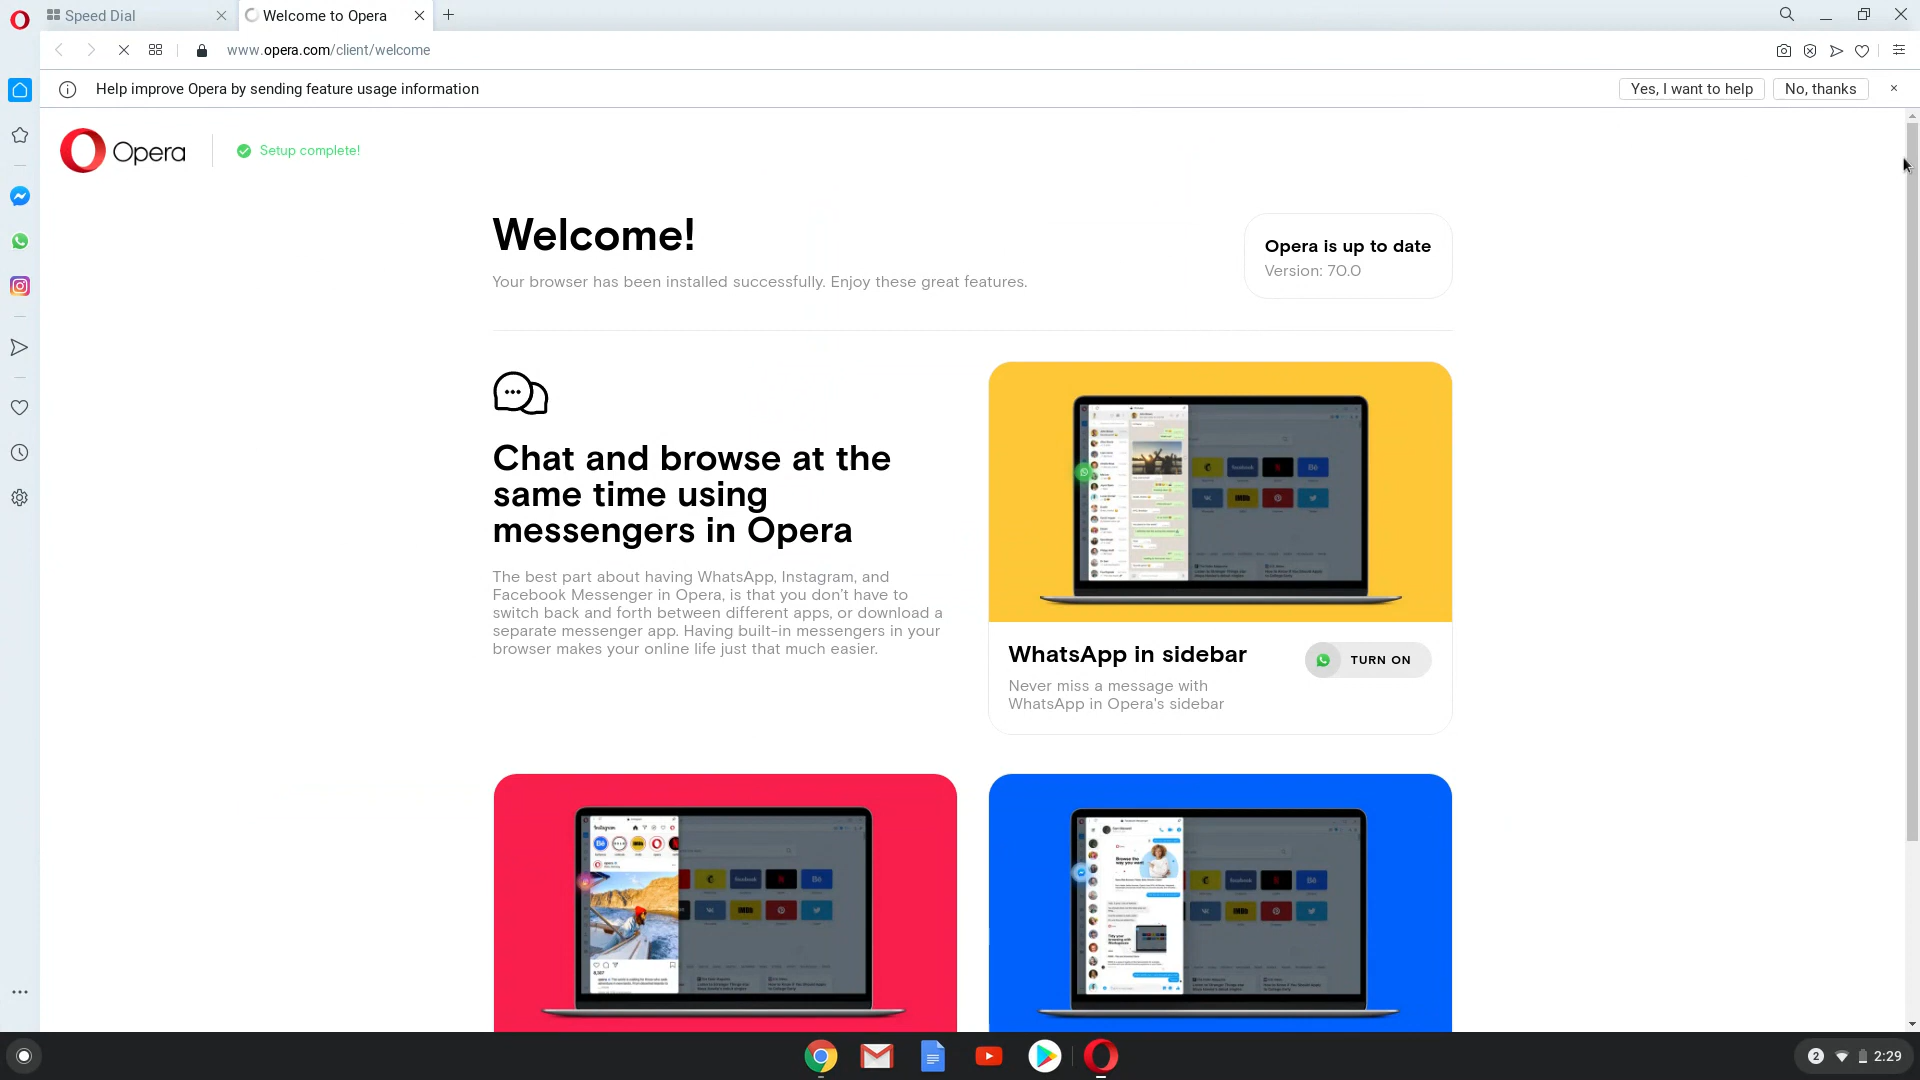 Speed Dial
Welcome to Opera
www.opera.com/client/welcome
Help improve Opera by sending feature usage information
Yes, I want to help
No, thanks
Opera
Setup complete!
Welcome!
Your browser has been installed successfully. Enjoy these great features.
Opera is up to date
Version: 70.0
Chat and browse at the
same time using
messengers in Opera
The best part about having WhatsApp, Instagram, and
Facebook Messenger in Opera, is that you don't have to
switch back and forth between different apps, or download a
separate messenger app. Having built-in messengers in your
browser makes your online life just that much easier.
WhatsApp in sidebar
TURN ON
Never miss a message with
WhatsApp in Opera's sidebar
2
2:29